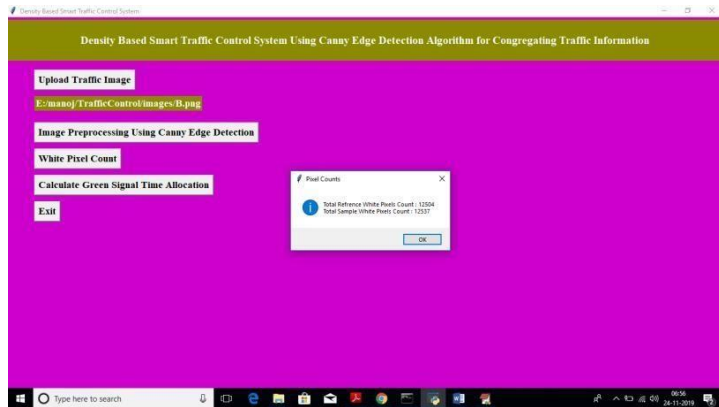 Density Based Smart Traffic Control System
Density Based Smart Traffic Control System Using Canny Edge Detection Algorithm for Congregating Traffic Information
Upload Traffic Image
E:/manoj/TrafficControl/images/B.png
Image Preprocessing Using Canny Edge Detection
White Pixel Count
Calculate Green Signal Time Allocation
Exit
Pixel Counts
Total Refrence White Pixels Count : 12504
Total Sample White Pixels Count : 12537
OK
Type here to search
06:56
24-11-2019